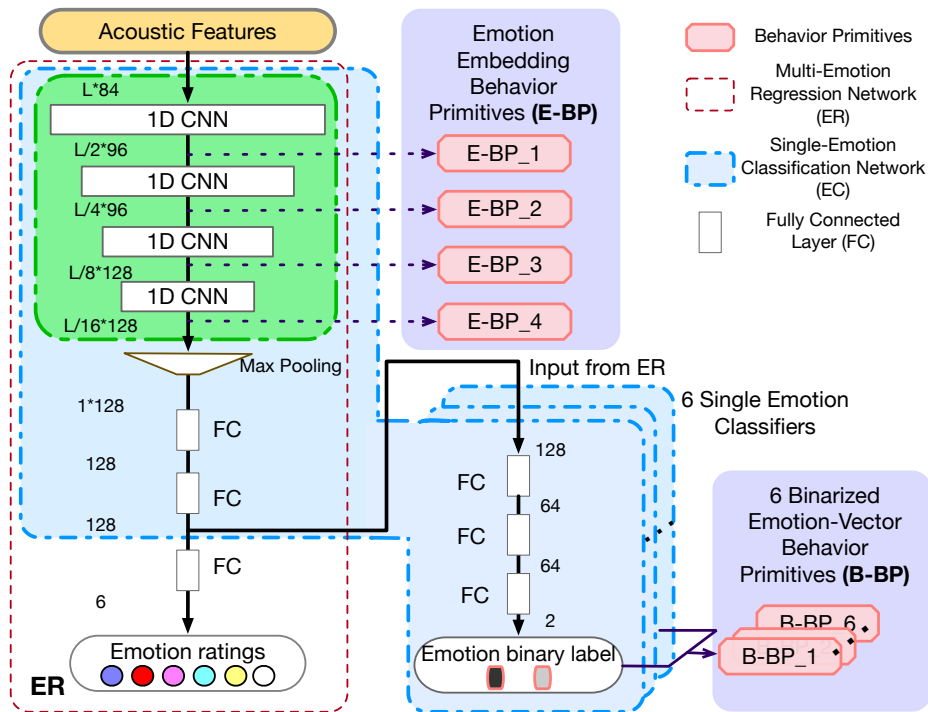 Acoustic Features
L*84
1D CNN
L/2*96
1D CNN
L/4*96
1D CNN
L/8*128
1D CNN
L/16*128
Max Pooling
1*128
FC
128
FC
128
FC
6
Emotion ratings
ER
Emotion
Embedding
Behavior
Primitives (E-BP)
E-BP_1
E-BP_2
E-BP_3
E-BP_4
Behavior Primitives
Multi-Emotion
Regression Network
(ER)
Single-Emotion
Classification Network
(EC)
Fully Connected
Layer (FC)
Input from ER
6 Single Emotion
Classifiers
128
FC
64
FC
64
FC
2
Emotion binary label
6 Binarized
Emotion-Vector
Behavior
Primitives (B-BP)
B-BP_6
B-BP_1